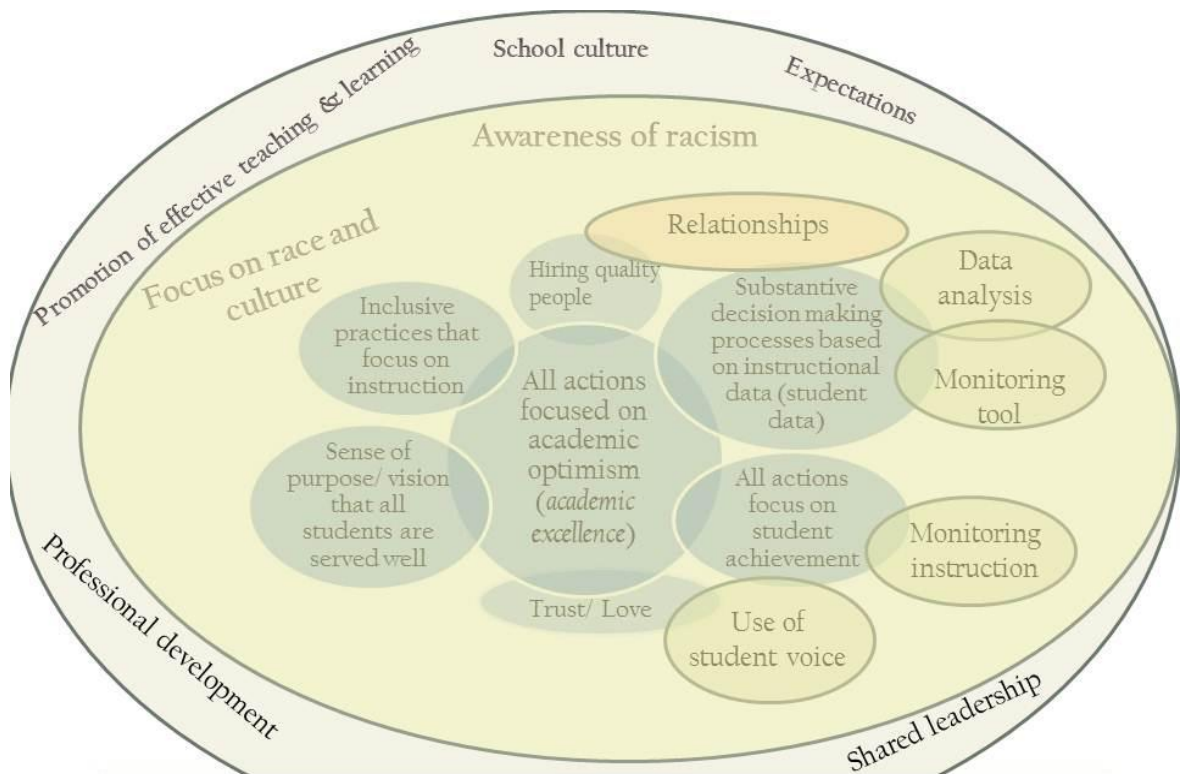 School culture
Expectations
Promotion of effective teaching & learning
Awareness of racism
Focus on race and
culture
Relationships
Data
analysis
Hiring quality
people
Substantive
decision making
processes based
on instructional
data (student
data)
Inclusive
practices that
focus on
instruction
Monitoring
tool
All actions
focused on
academic
optimism
(academic
excellence)
Sense of
purpose/ vision
that all
students are
served well
All actions
focus on
student
achievement
Monitoring
instruction
Trust/ Love
Use of
student voice
Professional development
Shared leadership